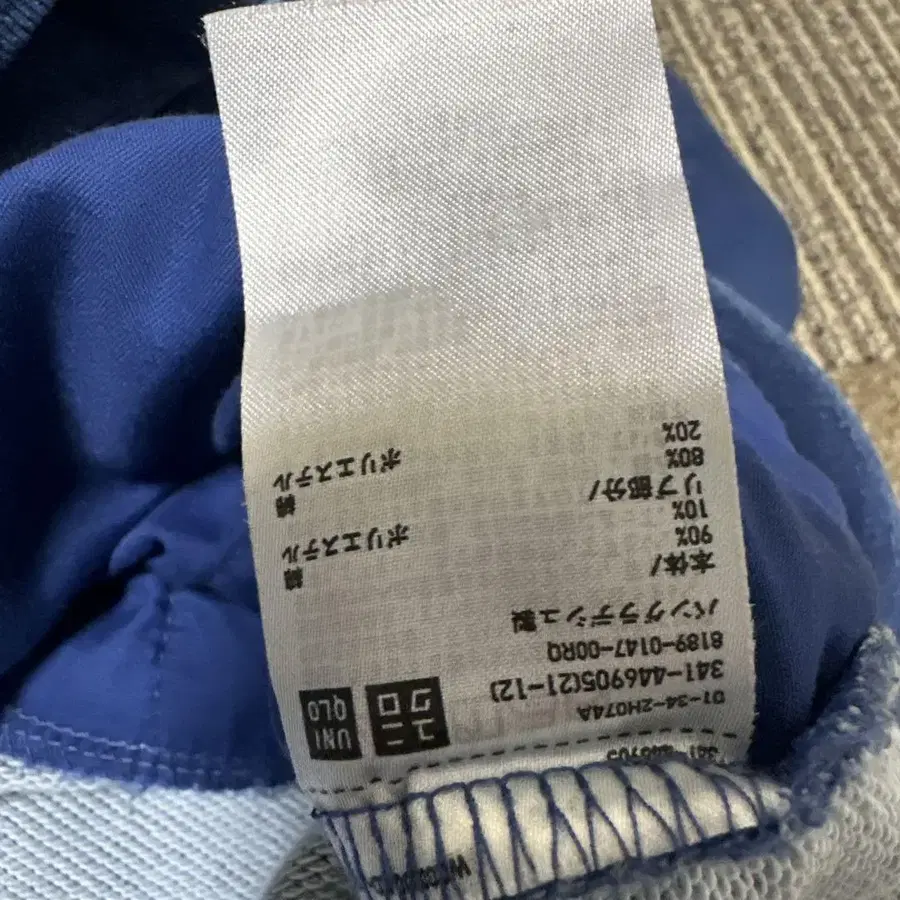 01-34-2H074A
341-446905(21-12)
8189-0147-00RQ
ユニ
クロ
UNI
QLO
バングラデシュ製
本体/
90% 綿
10% ポリエステル
リブ部分/
80% 綿
20% ポリエステル